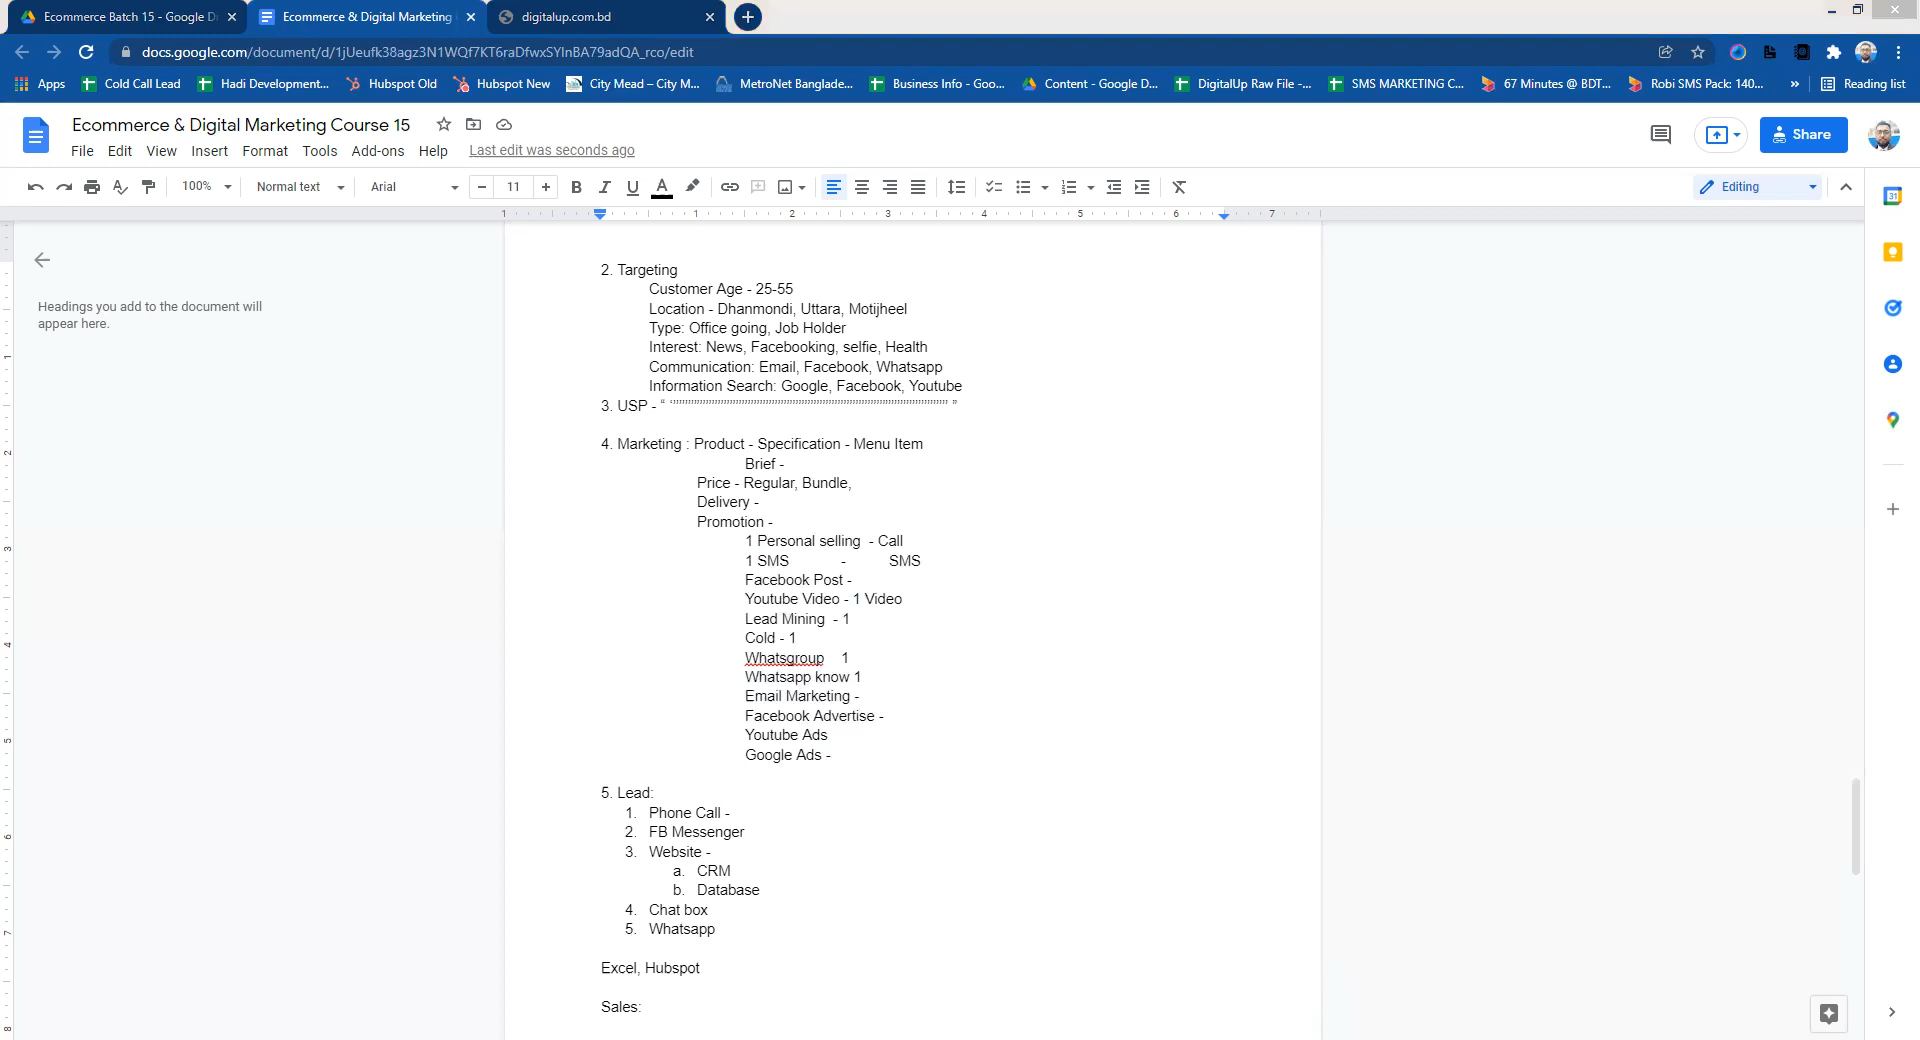 Ecommerce Batch 15 - Google D
Ecommerce & Digital Marketing
digitalup.com.bd
docs.google.com/document/d/1jUeufk38agz3N1WQf7KT6raDfwxSYlnBA79adQA_rco/edit
Apps
Cold Call Lead
Hadi Development...
Hubspot Old
Hubspot New
City Mead – City M...
MetroNet Banglade...
Business Info - Goo...
Content - Google D...
DigitalUp Raw File -...
SMS MARKETING C...
67 Minutes @ BDT...
Robi SMS Pack: 140...
Reading list
Ecommerce & Digital Marketing Course 15
File Edit View Insert Format Tools Add-ons Help Last edit was seconds ago
Share
100% Normal text Arial 11 Editing
1 1 2 3 4 5 6 7
Headings you add to the document will
appear here.
2. Targeting
Customer Age - 25-55
Location - Dhanmondi, Uttara, Motijheel
Type: Office going, Job Holder
Interest: News, Facebooking, selfie, Health
Communication: Email, Facebook, Whatsapp
Information Search: Google, Facebook, Youtube
3. USP -
4. Marketing : Product - Specification - Menu Item
Brief -
Price - Regular, Bundle,
Delivery -
Promotion -
1 Personal selling - Call
1 SMS - SMS
Facebook Post -
Youtube Video - 1 Video
Lead Mining - 1
Cold - 1
Whatsgroup 1
Whatsapp know 1
Email Marketing -
Facebook Advertise -
Youtube Ads
Google Ads -
5. Lead:
1. Phone Call -
2. FB Messenger
3. Website -
a. CRM
b. Database
4. Chat box
5. Whatsapp
Excel, Hubspot
Sales: